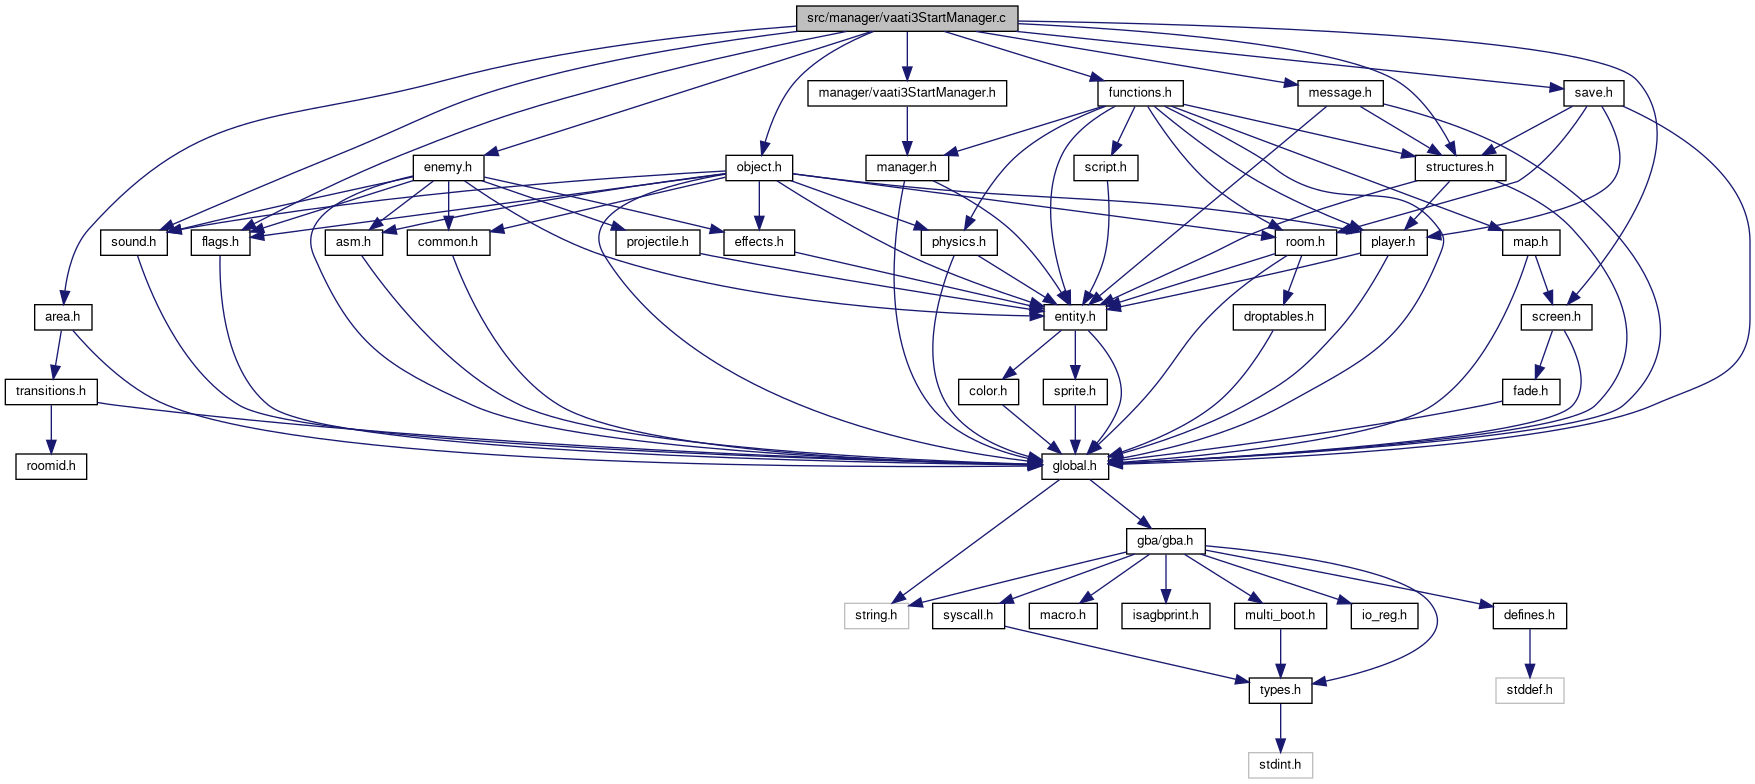 src/manager/vaati3StartManager.c
manager/vaati3StartManager.h
functions.h
message.h
save.h
enemy.h
object.h
manager.h
script.h
structures.h
sound.h
flags.h
asm.h
common.h
projectile.h
effects.h
physics.h
room.h
player.h
map.h
area.h
entity.h
droptables.h
screen.h
transitions.h
color.h
sprite.h
fade.h
roomid.h
global.h
gba/gba.h
string.h
syscall.h
macro.h
isagbprint.h
multi_boot.h
io_reg.h
defines.h
types.h
stddef.h
stdint.h